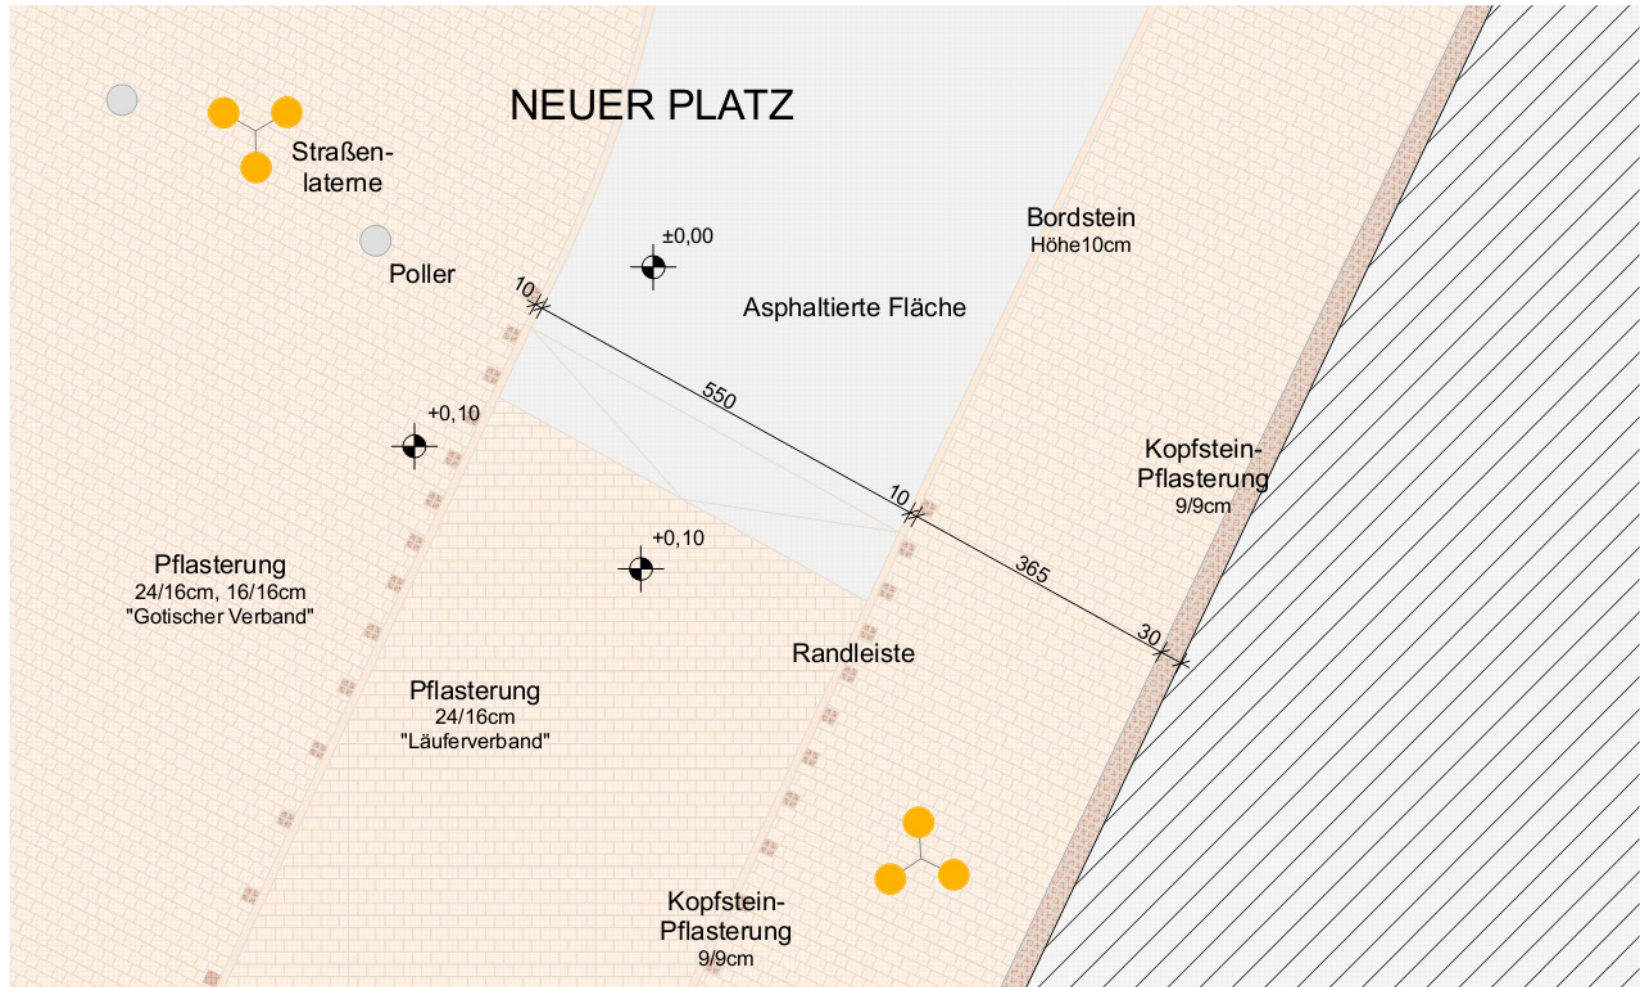 NEUER PLATZ
Straßen-
laterne
Poller
±0,00
Bordstein
Höhe10cm
Asphaltierte Fläche
10
550
10
365
30
+0,10
+0,10
Kopfstein-
Pflasterung
9/9cm
Pflasterung
24/16cm, 16/16cm
"Gotischer Verband"
Randleiste
Pflasterung
24/16cm
"Läuferverband"
Kopfstein-
Pflasterung
9/9cm